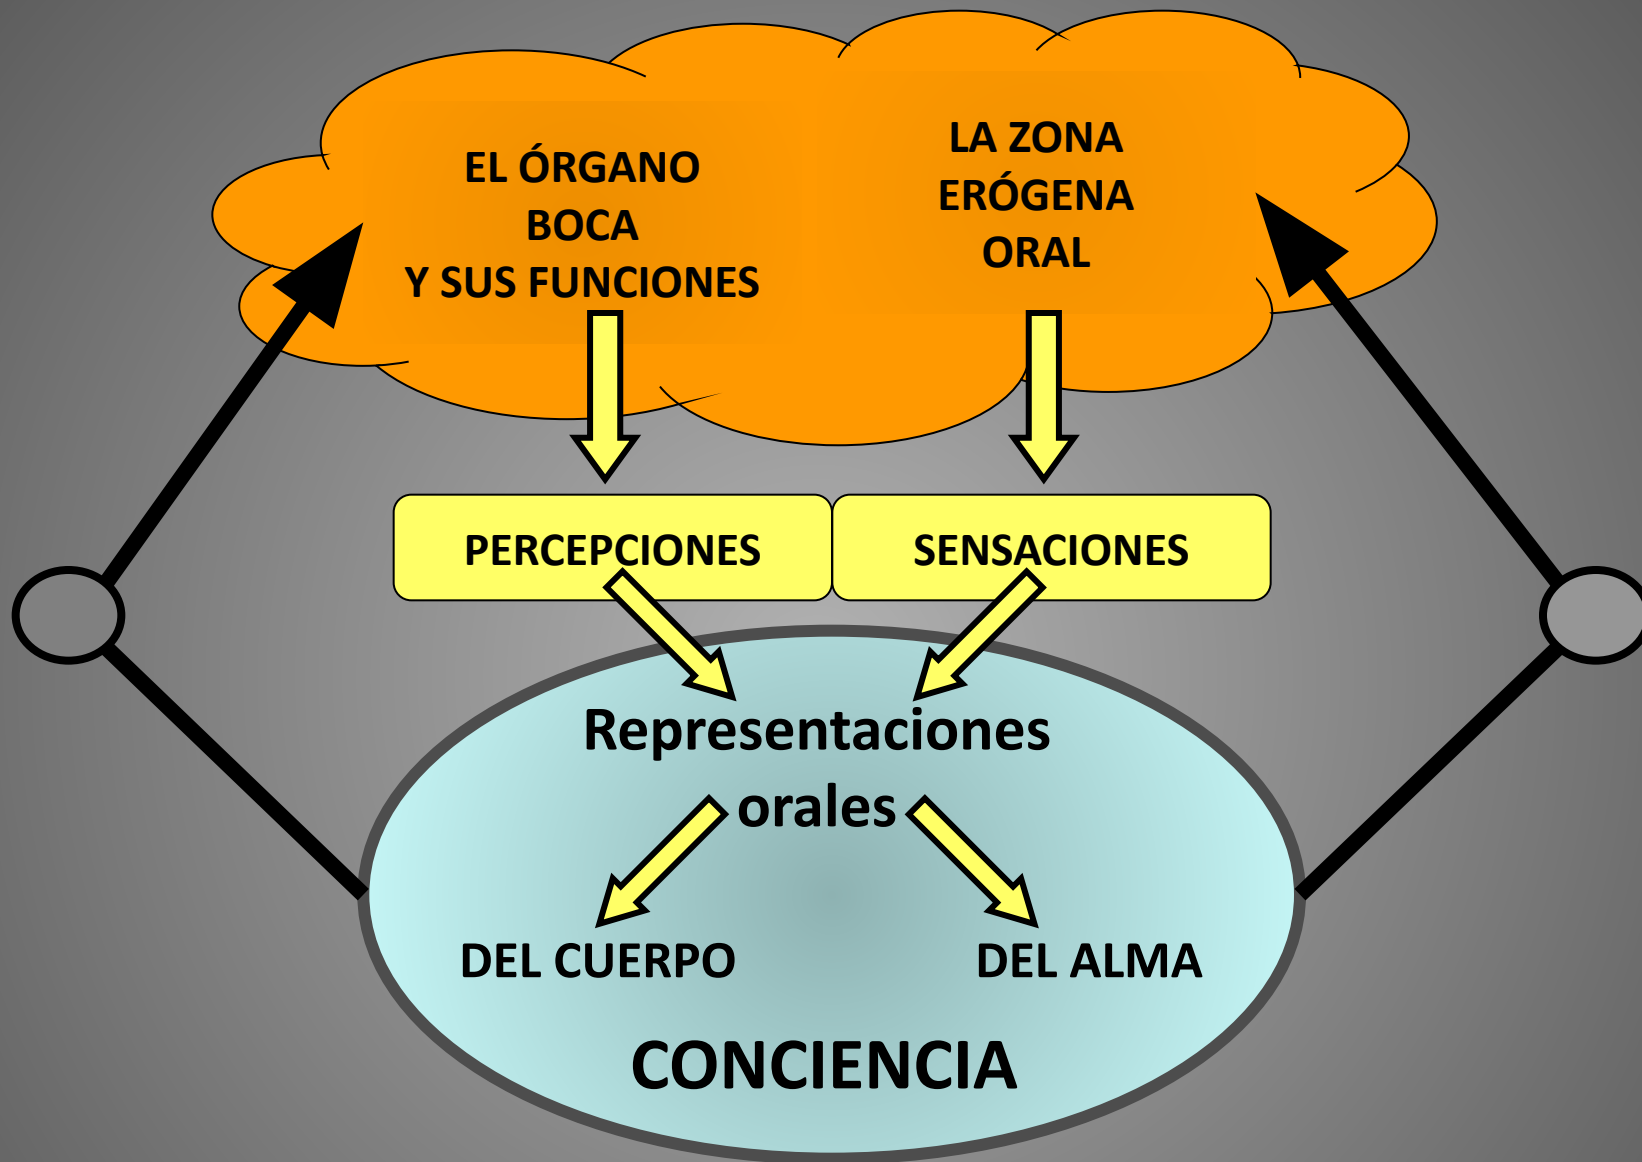 EL ÓRGANO
BOCA
Y SUS FUNCIONES
LA ZONA
ERÓGENA
ORAL
PERCEPCIONES
SENSACIONES
Representaciones
orales
DEL CUERPO
DEL ALMA
CONCIENCIA